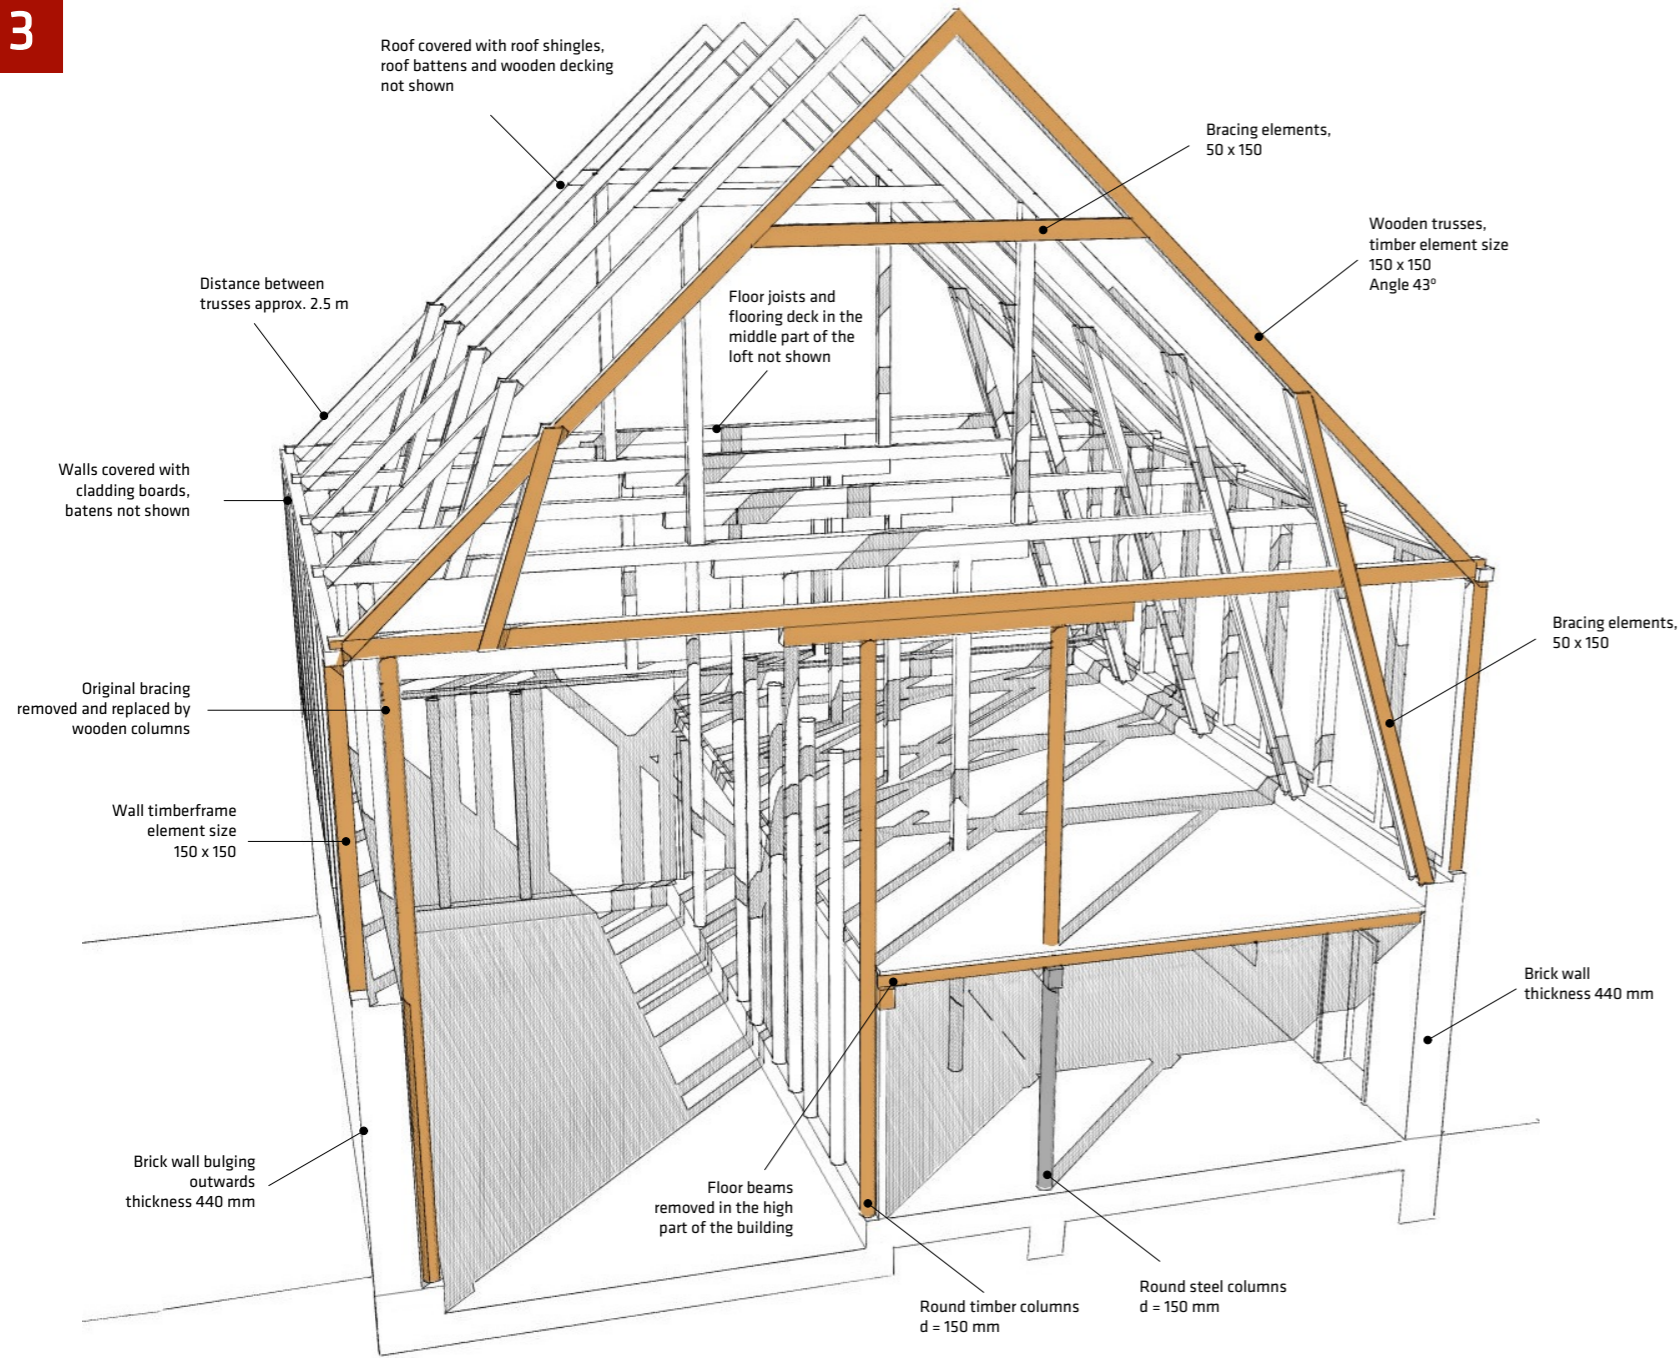 3
Roof covered with roof shingles,
roof battens and wooden decking
not shown
Bracing elements,
50 x 150
Wooden trusses,
timber element size
150 x 150
Angle 43º
Distance between
trusses approx. 2.5 m
Floor joists and
flooring deck in the
middle part of the
loft not shown
Walls covered with
cladding boards,
batens not shown
Bracing elements,
50 x 150
Original bracing
removed and replaced by
wooden columns
Wall timberframe
element size
150 x 150
Brick wall
thickness 440 mm
Brick wall bulging
outwards
thickness 440 mm
Floor beams
removed in the high
part of the building
Round timber columns
d = 150 mm
Round steel columns
d = 150 mm